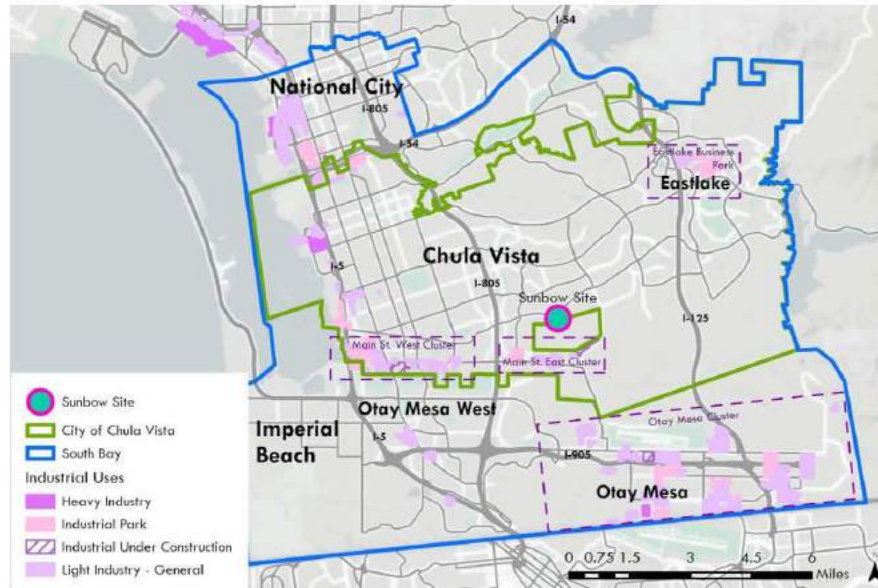 I-54
National City
I-805
I-54
Eastlake Business
Park
Eastlake
Chula Vista
I-5
I-805
Sunbow Site
I-125
Main St. West Cluster
Main St. East Cluster
Otay Mesa West
Otay Mesa Cluster
Imperial
Beach
I-5
I-905
Otay Mesa
Sunbow Site
City of Chula Vista
South Bay
Industrial Uses
Heavy Industry
Industrial Park
Industrial Under Construction
Light Industry - General
0 0.75 1.5 3 4.5 6
Miles